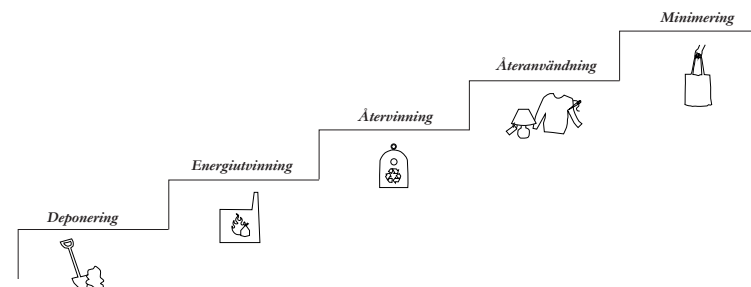 Minimering
Återanvändning
Återvinning
Energiutvinning
Deponering